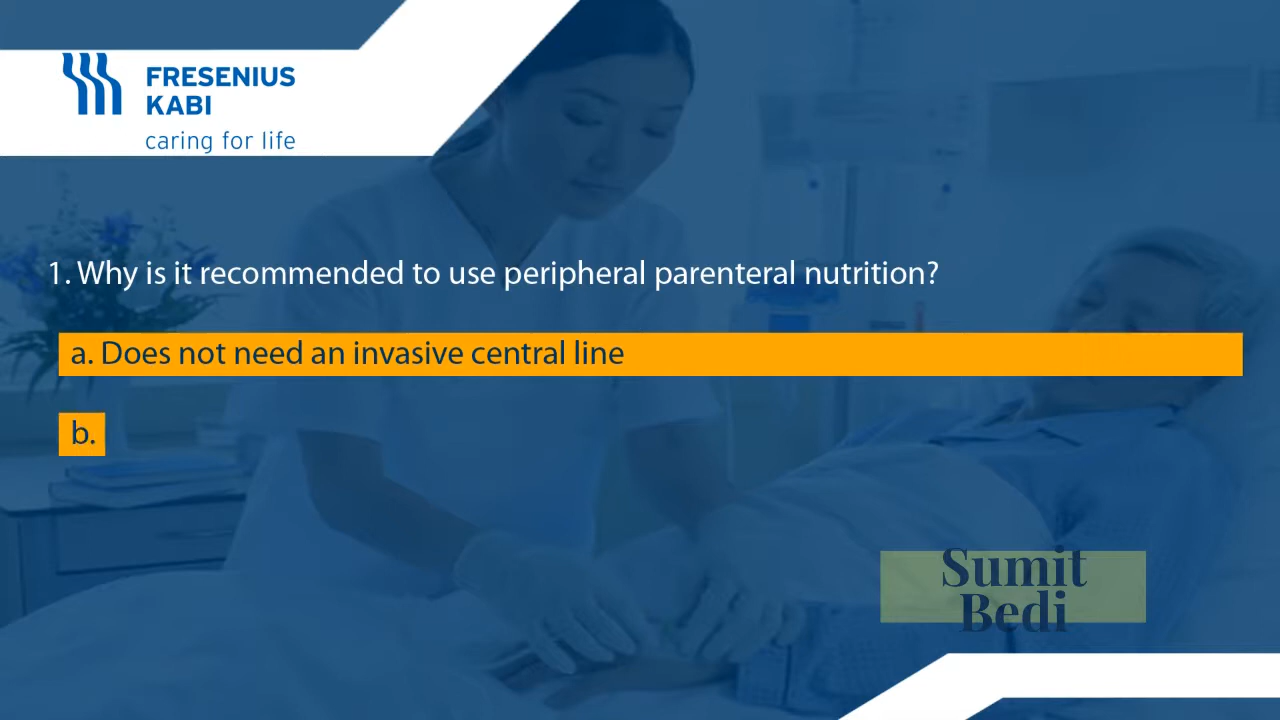 FRESENIUS
KABI
caring for life
1. Why is it recommended to use peripheral parenteral nutrition?
a. Does not need an invasive central line
b.
Sumit
Bedi